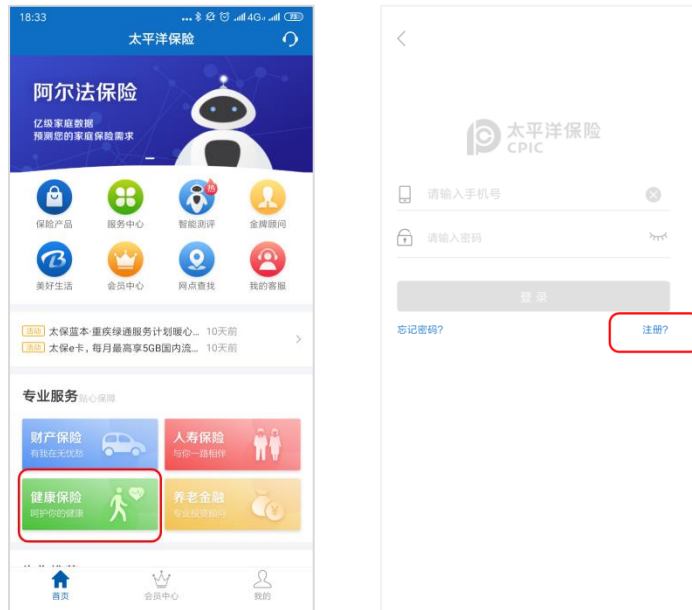 18:33
4G
73
太平洋保险
阿尔法保险
亿级家庭数据
预测您的家庭保险需求
热
保险产品
服务中心
智能测评
金牌顾问
美好生活
会员中心
网点查找
我的客服
活动 太保蓝本·重疾绿通服务计划暖心... 10天前
活动 太保e卡，每月最高享5GB国内流... 10天前
专业服务 贴心保障
财产保险
有我在无忧愁
人寿保险
与你一路相伴
健康保险
呵护你的健康
养老金融
专业投资顾问
首页
会员中心
我的
太平洋保险
CPIC
请输入手机号
请输入密码
登录
忘记密码?
注册?